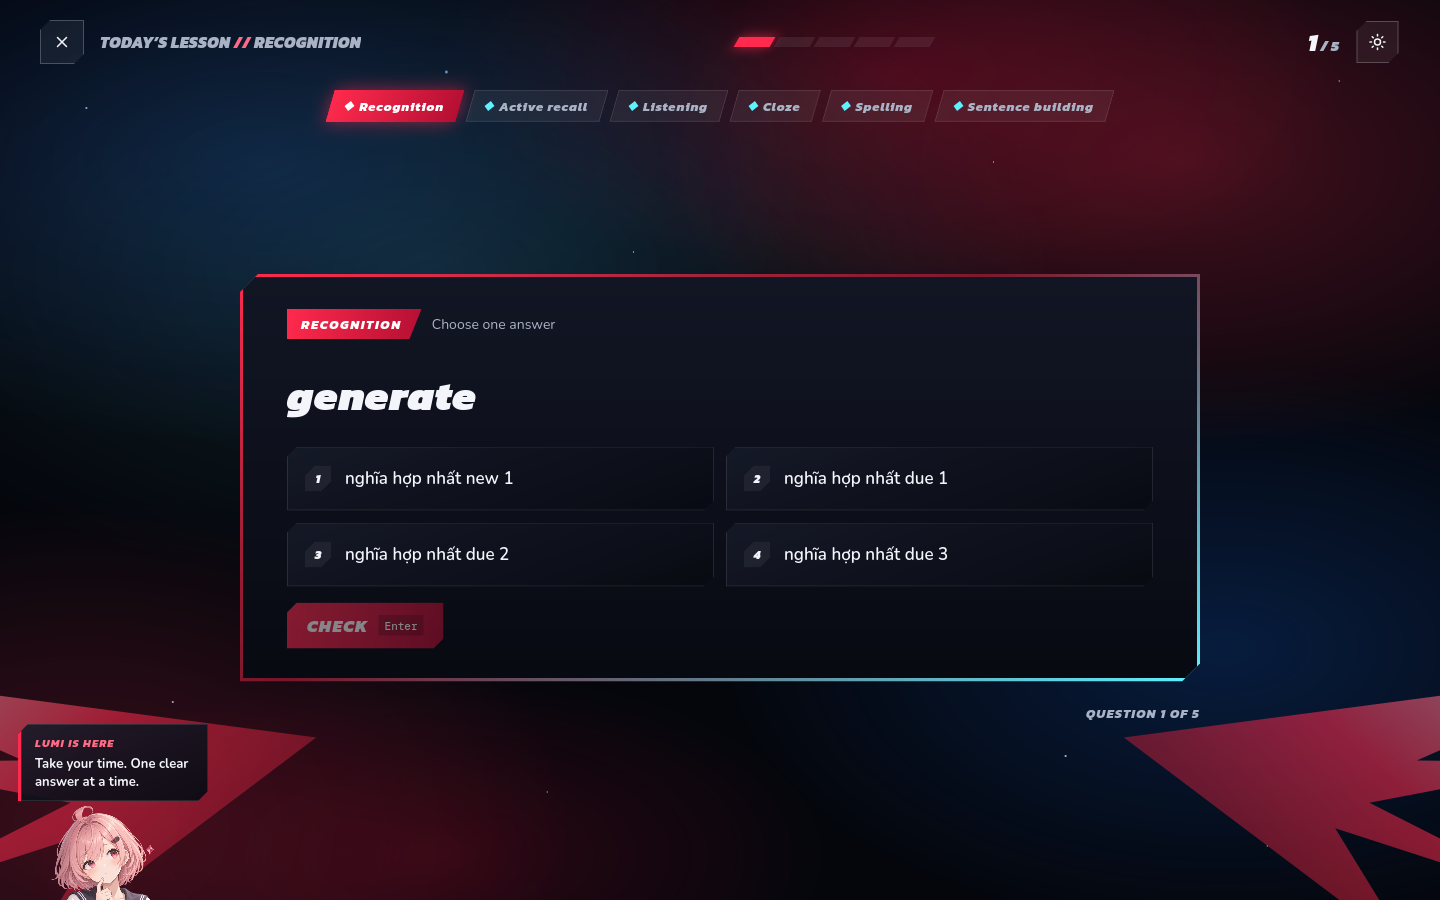 TODAY'S LESSON // RECOGNITION
1 / 5
Recognition
Active recall
Listening
Cloze
Spelling
Sentence building
RECOGNITION
Choose one answer
generate
1 nghĩa hợp nhất new 1
2 nghĩa hợp nhất due 1
3 nghĩa hợp nhất due 2
4 nghĩa hợp nhất due 3
CHECK Enter
QUESTION 1 OF 5
LUMI IS HERE
Take your time. One clear
answer at a time.